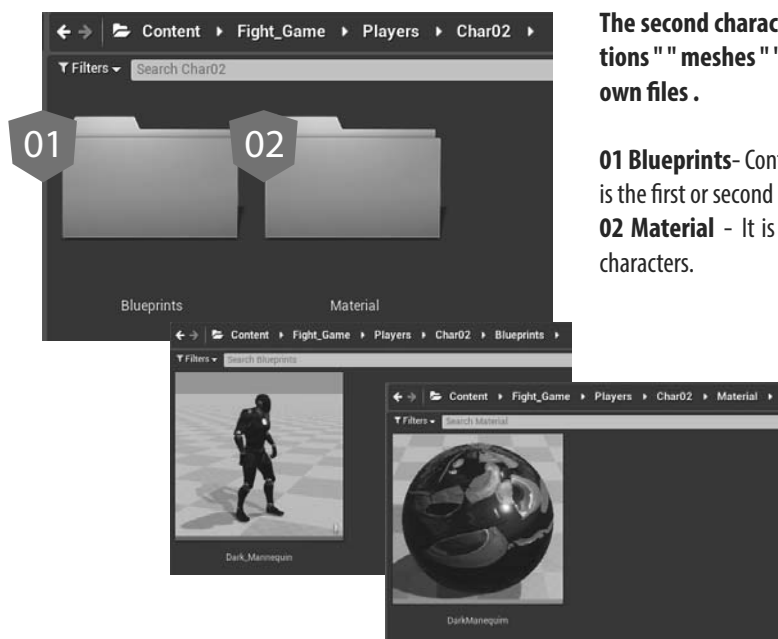 Content Fight_Game Players Char02
Filters Search Char02
01
02
Blueprints Material
Content Fight_Game Players Char02 Blueprints
Filters Search Blueprints
Dark_Mannequin
Content Fight_Game Players Char02 Material
Filters Search Material
DarkManequim
The second charac
tions " " meshes " "
own files .
01 Blueprints- Cont
is the first or second
02 Material - It is
characters.